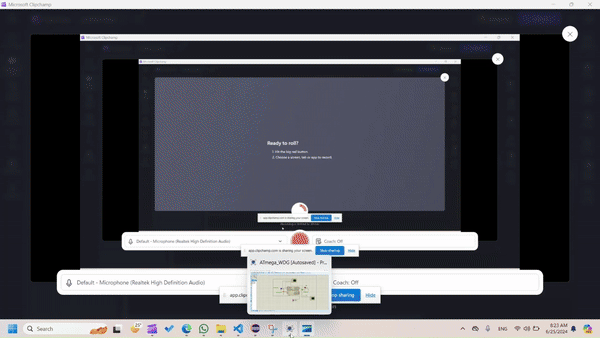 Microsoft Clipchamp
Microsoft Clipchamp
Ready to roll?
1. Hit the big red button
2. Choose a screen, tab or app to record
app.clipchamp.com is sharing your screen. Stop sharing Hide
Default - Microphone (Realtek High Definition Audio)
Coach: Off
app.clipchamp.com is sharing your screen. Stop sharing Hide
ATmega_WDG [Autosaved] - Pr...
Default - Microphone (Realtek High Definition Audio)
Coach: Off
app.clip
p sharing Hide
Search
8:23 AM
6/25/2024